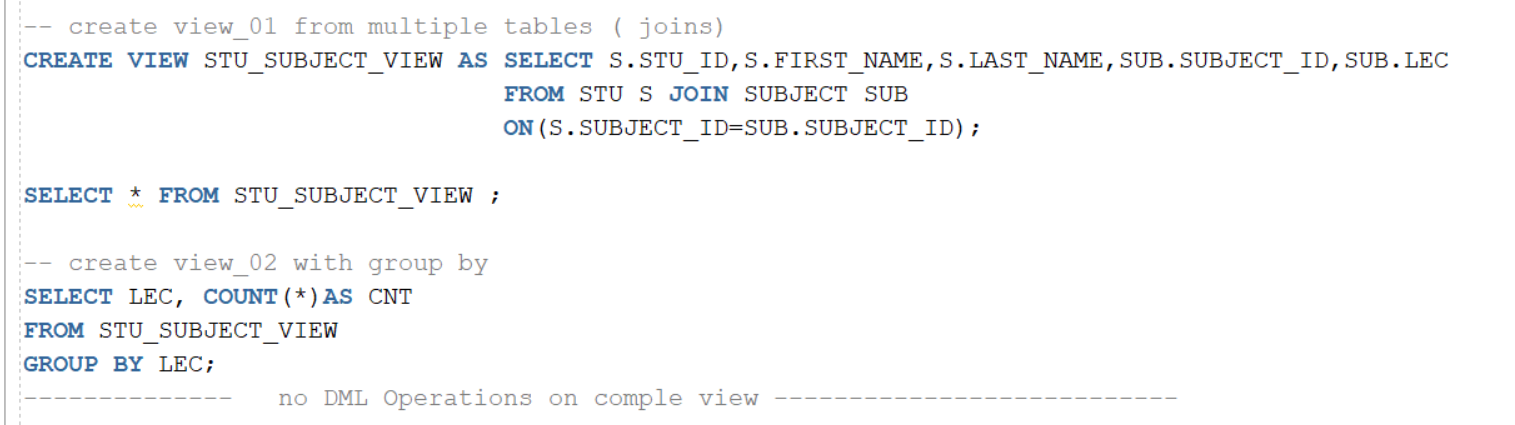 -- create view_01 from multiple tables ( joins)
CREATE VIEW STU_SUBJECT_VIEW AS SELECT S.STU_ID,S.FIRST_NAME,S.LAST_NAME,SUB.SUBJECT_ID,SUB.LEC
FROM STU S JOIN SUBJECT SUB
ON(S.SUBJECT_ID=SUB.SUBJECT_ID);
SELECT * FROM STU_SUBJECT_VIEW ;
-- create view_02 with group by
SELECT LEC, COUNT(*)AS CNT
FROM STU_SUBJECT_VIEW
GROUP BY LEC;
-------------- no DML Operations on comple view ---------------------------